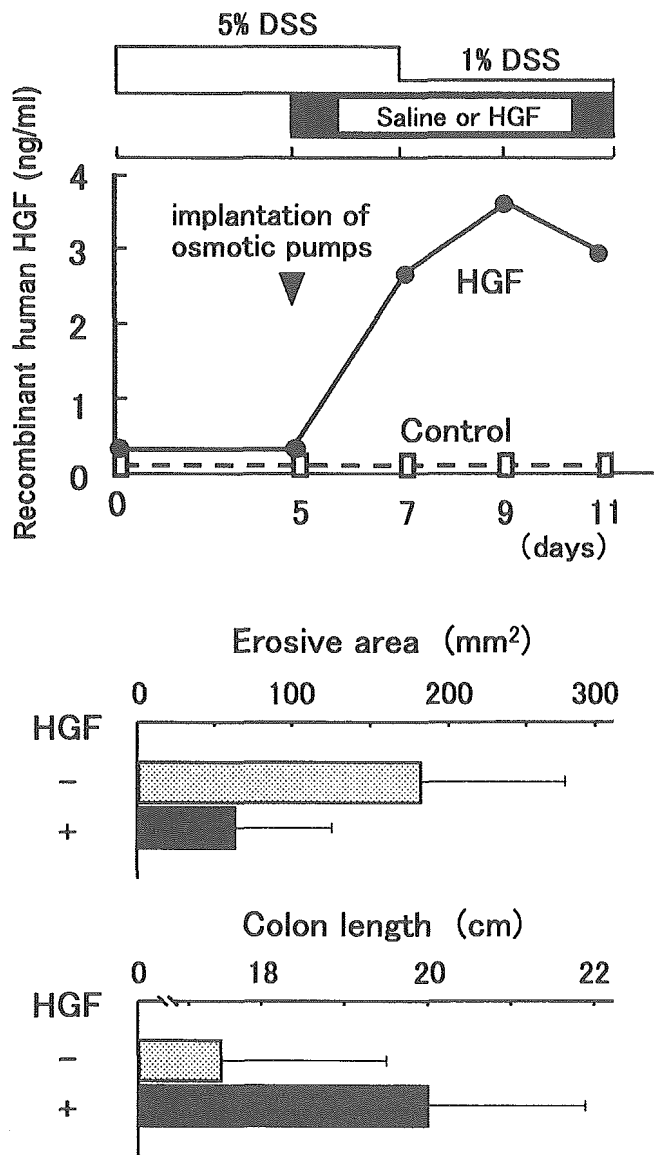 5% DSS
1% DSS
Saline or HGF
Recombinant human HGF (ng/ml)
4
3
2
1
0
implantation of
osmotic pumps
HGF
Control
0 5 7 9 11
(days)
Erosive area (mm²)
0 100 200 300
HGF
−
+
Colon length (cm)
0 18 20 22
HGF
−
+